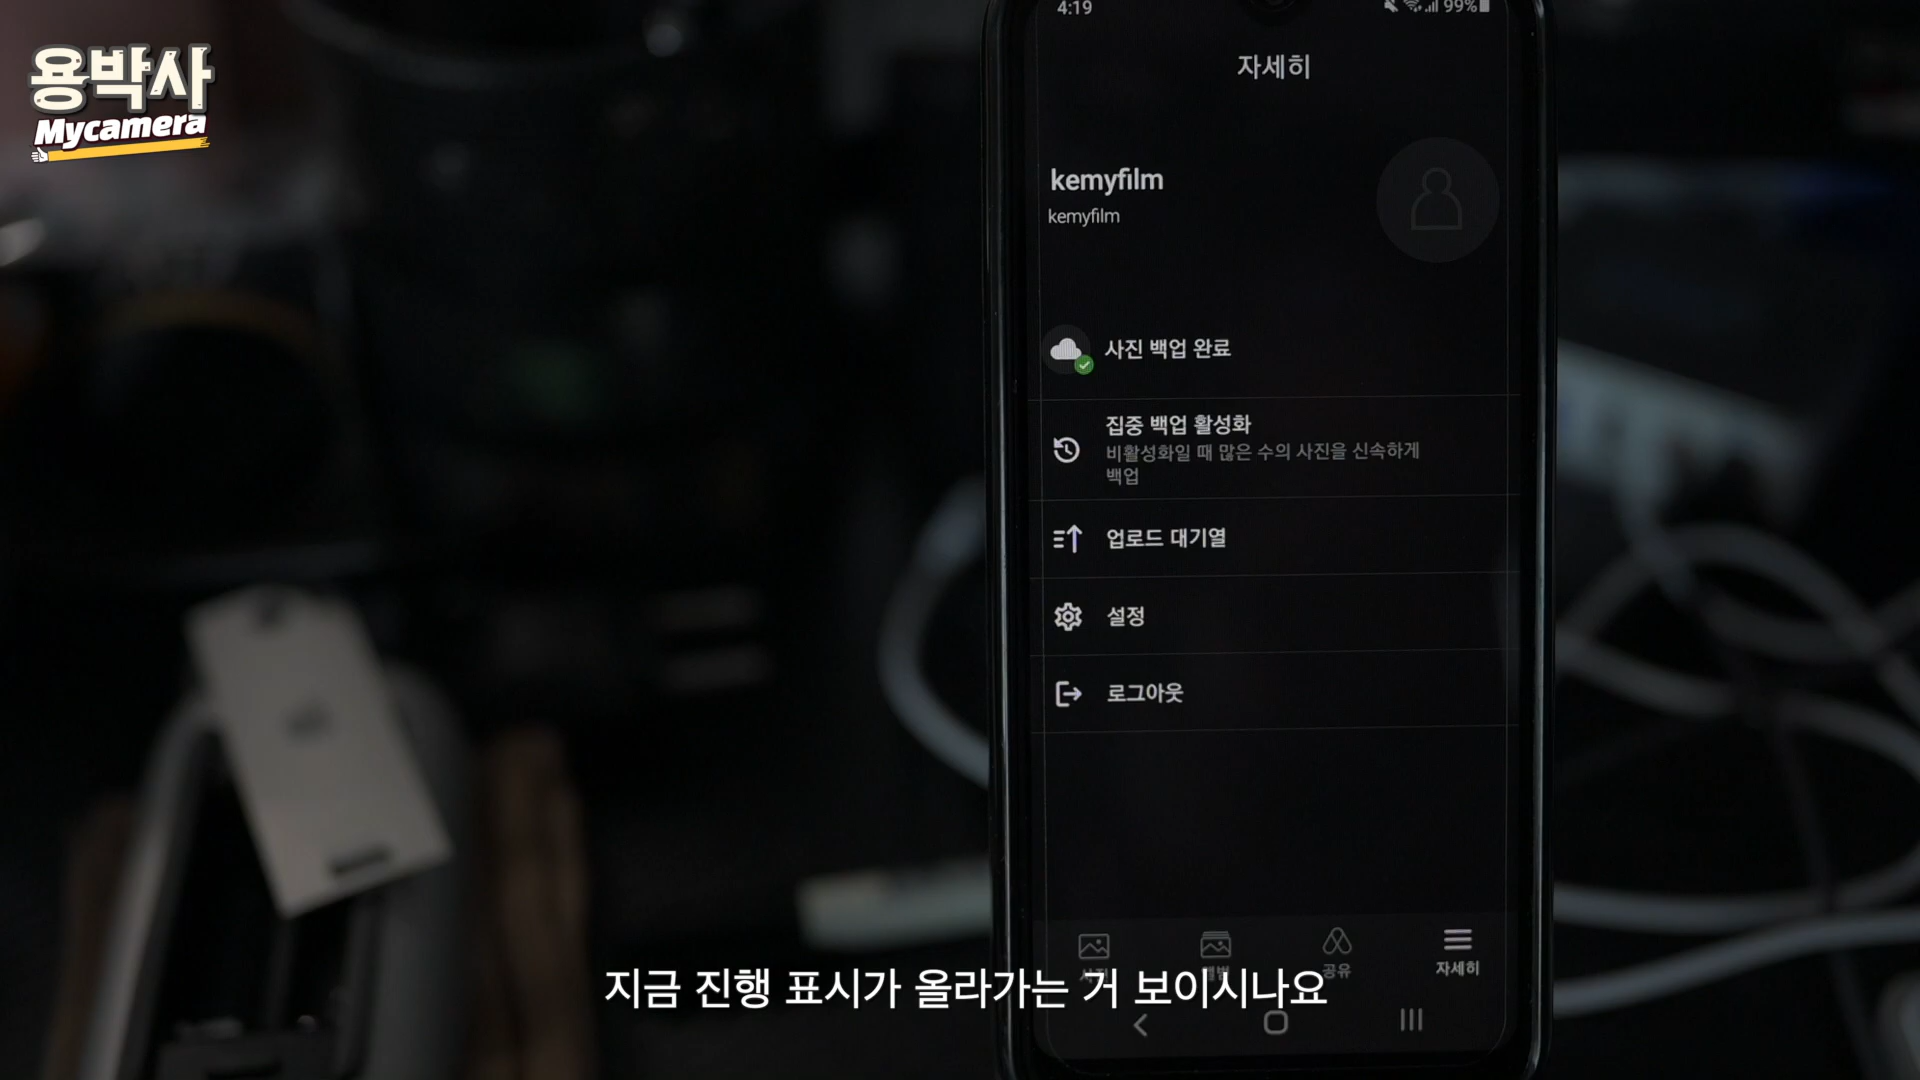 용박사
Mycamera
4:19
99%
자세히
kemyfilm
kemyfilm
사진 백업 완료
집중 백업 활성화
비활성화일 때 많은 수의 사진을 신속하게
백업
업로드 대기열
설정
로그아웃
공유
자세히
지금 진행 표시가 올라가는 거 보이시나요